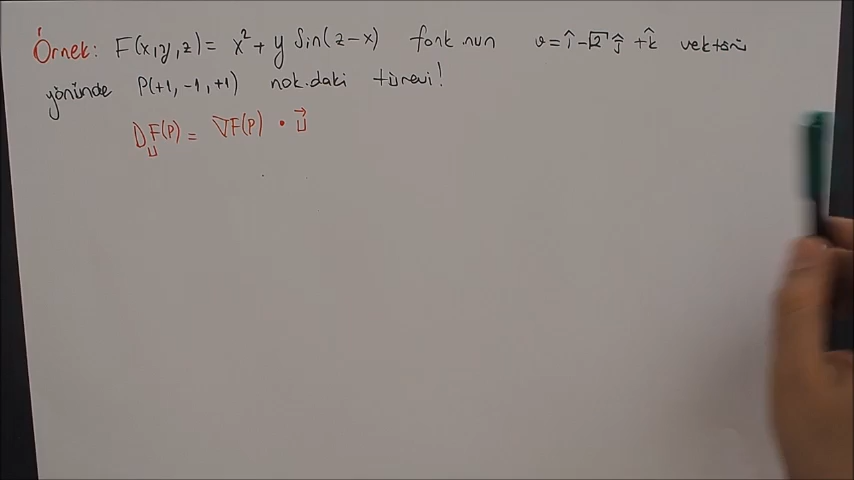 Örnek: F(x,y,z) = x² + y Sin(z-x) fonk.nun v = î - √2 ĵ + k̂ vektörü
yönünde P(+1, -1, +1) nok.daki türevi!
D_u F(P) = ∇F(P) • u⃗